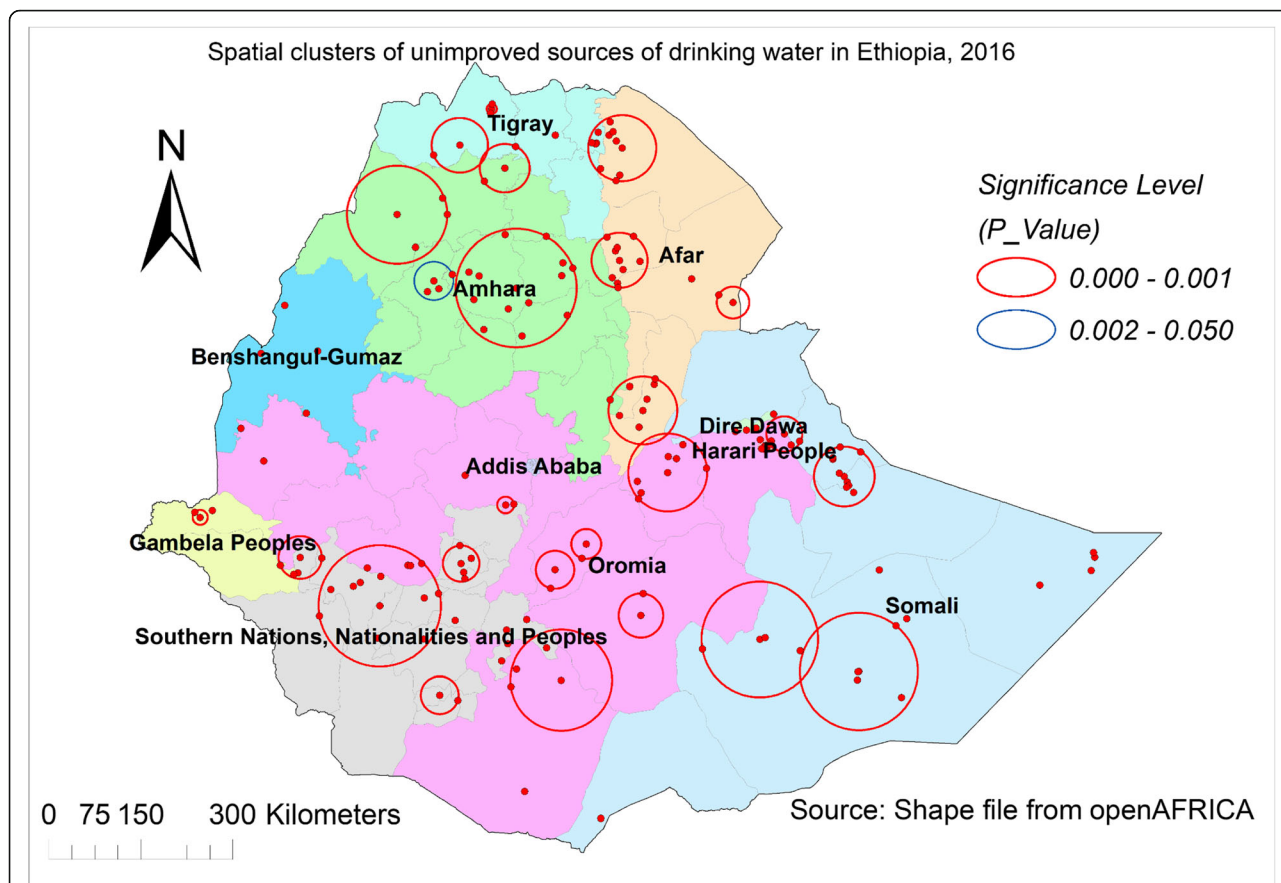 Spatial clusters of unimproved sources of drinking water in Ethiopia, 2016
N
Tigray
Significance Level
(P_Value)
0.000 - 0.001
0.002 - 0.050
Afar
Amhara
Benshangul-Gumaz
Dire Dawa
Harari People
Addis Ababa
Gambela Peoples
Oromia
Somali
Southern Nations, Nationalities and Peoples
0 75 150 300 Kilometers
Source: Shape file from openAFRICA